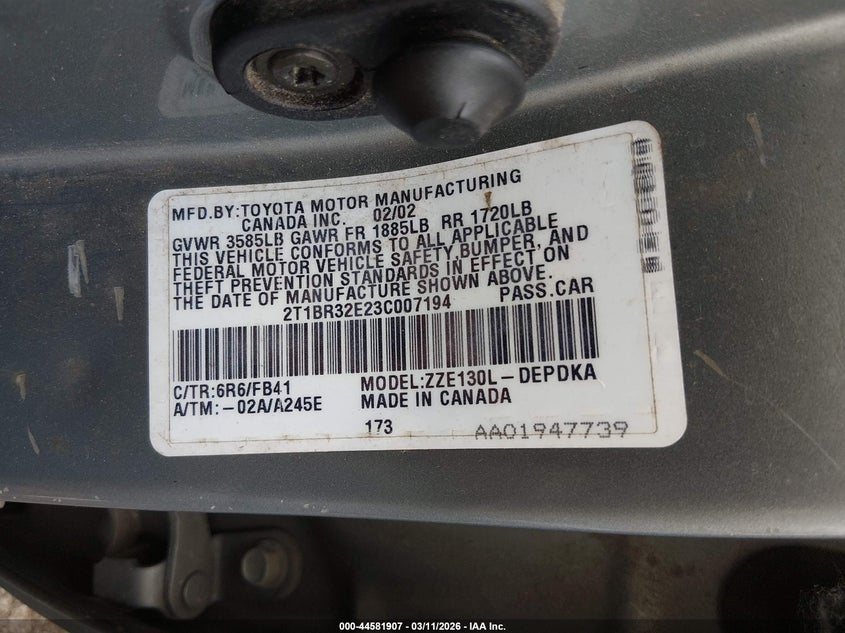 MFD.BY:TOYOTA MOTOR MANUFACTURING
CANADA INC. 02/02
GVWR 3585LB GAWR FR 1885LB RR 1720LB
THIS VEHICLE CONFORMS TO ALL APPLICABLE
FEDERAL MOTOR VEHICLE SAFETY,BUMPER, AND
THEFT PREVENTION STANDARDS IN EFFECT ON
THE DATE OF MANUFACTURE SHOWN ABOVE.
2T1BR32E23C007194 PASS.CAR
C/TR:6R6/FB41 MODEL:ZZE130L-DEPDKA
A/TM:-02A/A245E MADE IN CANADA
173 AA01947739
000-44581907 - 03/11/2026 - IAA Inc.